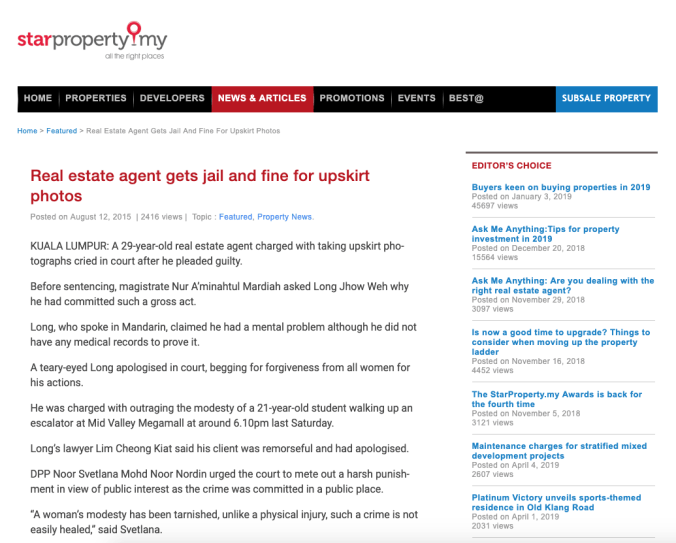 starproperty.my
all the right places
HOME PROPERTIES DEVELOPERS NEWS & ARTICLES PROMOTIONS EVENTS BEST@ SUBSALE PROPERTY
Home > Featured > Real Estate Agent Gets Jail And Fine For Upskirt Photos
Real estate agent gets jail and fine for upskirt
photos
Posted on August 12, 2015 | 2416 views | Topic : Featured, Property News.
KUALA LUMPUR: A 29-year-old real estate agent charged with taking upskirt pho-
tographs cried in court after he pleaded guilty.
Before sentencing, magistrate Nur A'minahtul Mardiah asked Long Jhow Weh why
he had committed such a gross act.
Long, who spoke in Mandarin, claimed he had a mental problem although he did not
have any medical records to prove it.
A teary-eyed Long apologised in court, begging for forgiveness from all women for
his actions.
He was charged with outraging the modesty of a 21-year-old student walking up an
escalator at Mid Valley Megamall at around 6.10pm last Saturday.
Long's lawyer Lim Cheong Kiat said his client was remorseful and had apologised.
DPP Noor Svetlana Mohd Noor Nordin urged the court to mete out a harsh punish-
ment in view of public interest as the crime was committed in a public place.
“A woman's modesty has been tarnished, unlike a physical injury, such a crime is not
easily healed,” said Svetlana.
EDITOR'S CHOICE
Buyers keen on buying properties in 2019
Posted on January 3, 2019
45697 views
Ask Me Anything:Tips for property
investment in 2019
Posted on December 20, 2018
15564 views
Ask Me Anything: Are you dealing with the
right real estate agent?
Posted on November 29, 2018
3097 views
Is now a good time to upgrade? Things to
consider when moving up the property
ladder
Posted on November 16, 2018
4452 views
The StarProperty.my Awards is back for
the fourth time
Posted on November 5, 2018
3121 views
Maintenance charges for stratified mixed
development projects
Posted on April 4, 2019
2607 views
Platinum Victory unveils sports-themed
residence in Old Klang Road
Posted on April 1, 2019
2031 views